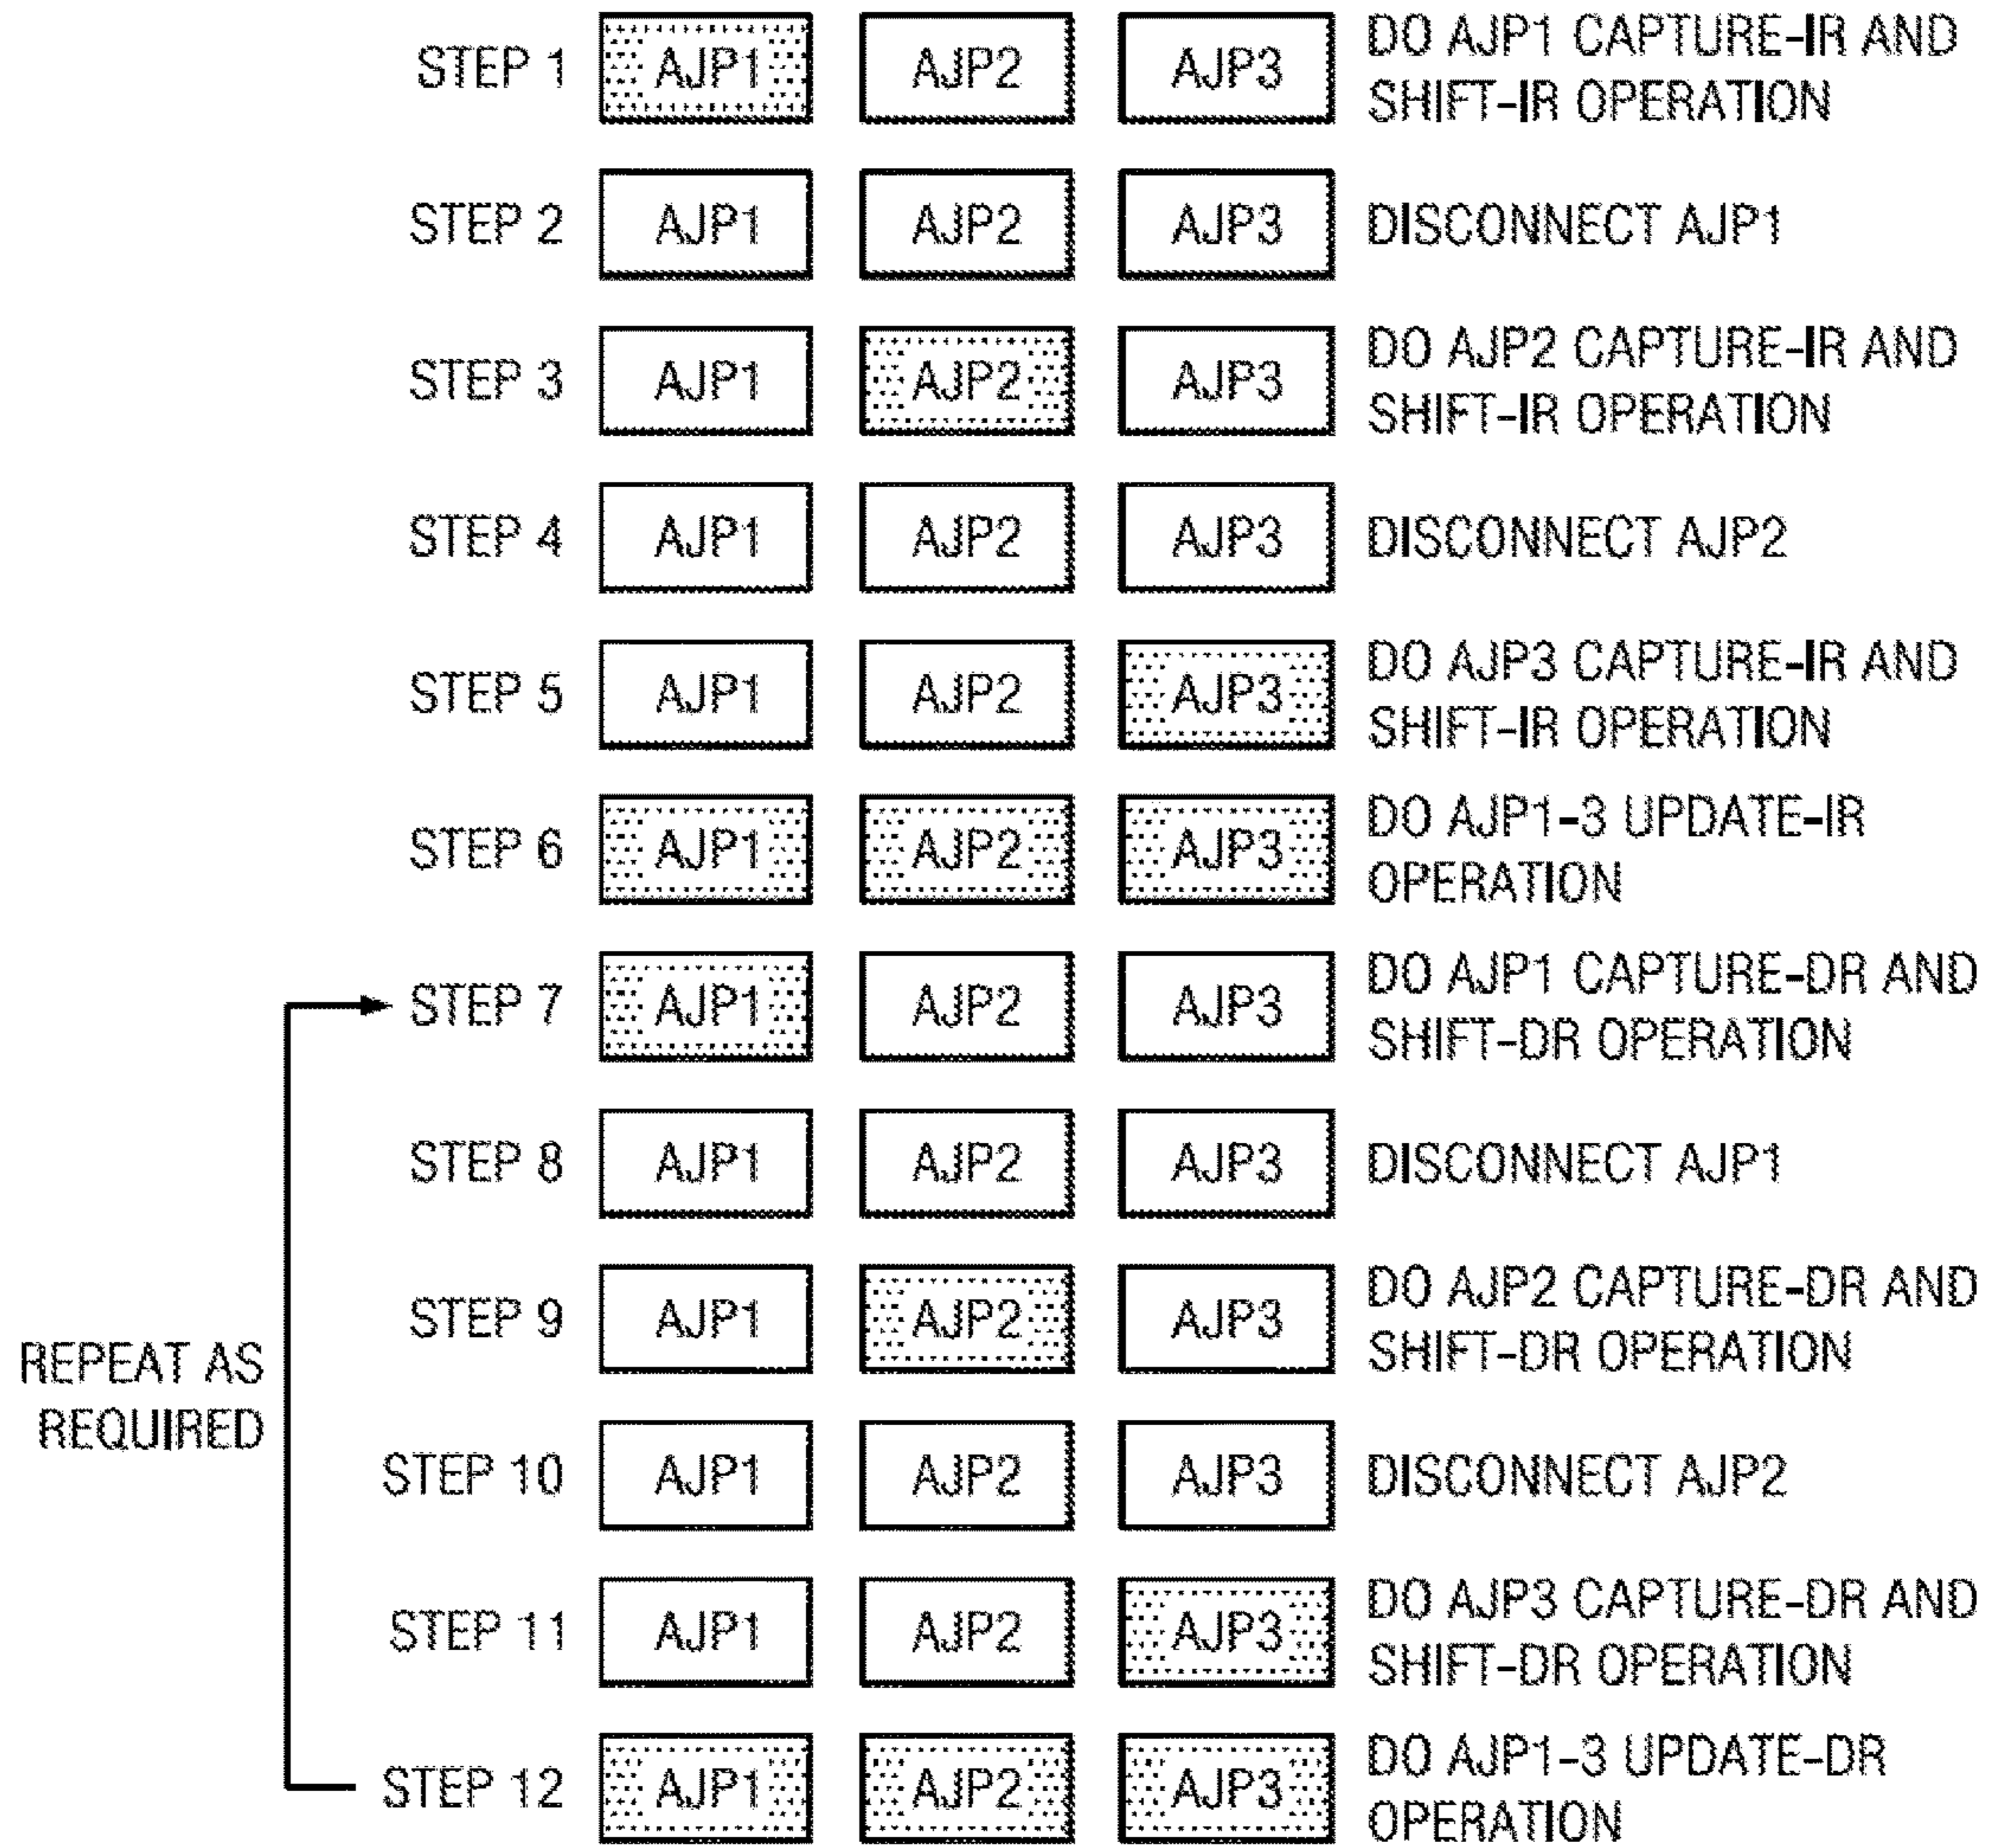 STEP 1 AJP1 AJP2 AJP3 DO AJP1 CAPTURE-IR AND
SHIFT-IR OPERATION
STEP 2 AJP1 AJP2 AJP3 DISCONNECT AJP1
STEP 3 AJP1 AJP2 AJP3 DO AJP2 CAPTURE-IR AND
SHIFT-IR OPERATION
STEP 4 AJP1 AJP2 AJP3 DISCONNECT AJP2
STEP 5 AJP1 AJP2 AJP3 DO AJP3 CAPTURE-IR AND
SHIFT-IR OPERATION
STEP 6 AJP1 AJP2 AJP3 DO AJP1-3 UPDATE-IR
OPERATION
STEP 7 AJP1 AJP2 AJP3 DO AJP1 CAPTURE-DR AND
SHIFT-DR OPERATION
STEP 8 AJP1 AJP2 AJP3 DISCONNECT AJP1
STEP 9 AJP1 AJP2 AJP3 DO AJP2 CAPTURE-DR AND
SHIFT-DR OPERATION
REPEAT AS
REQUIRED
STEP 10 AJP1 AJP2 AJP3 DISCONNECT AJP2
STEP 11 AJP1 AJP2 AJP3 DO AJP3 CAPTURE-DR AND
SHIFT-DR OPERATION
STEP 12 AJP1 AJP2 AJP3 DO AJP1-3 UPDATE-DR
OPERATION